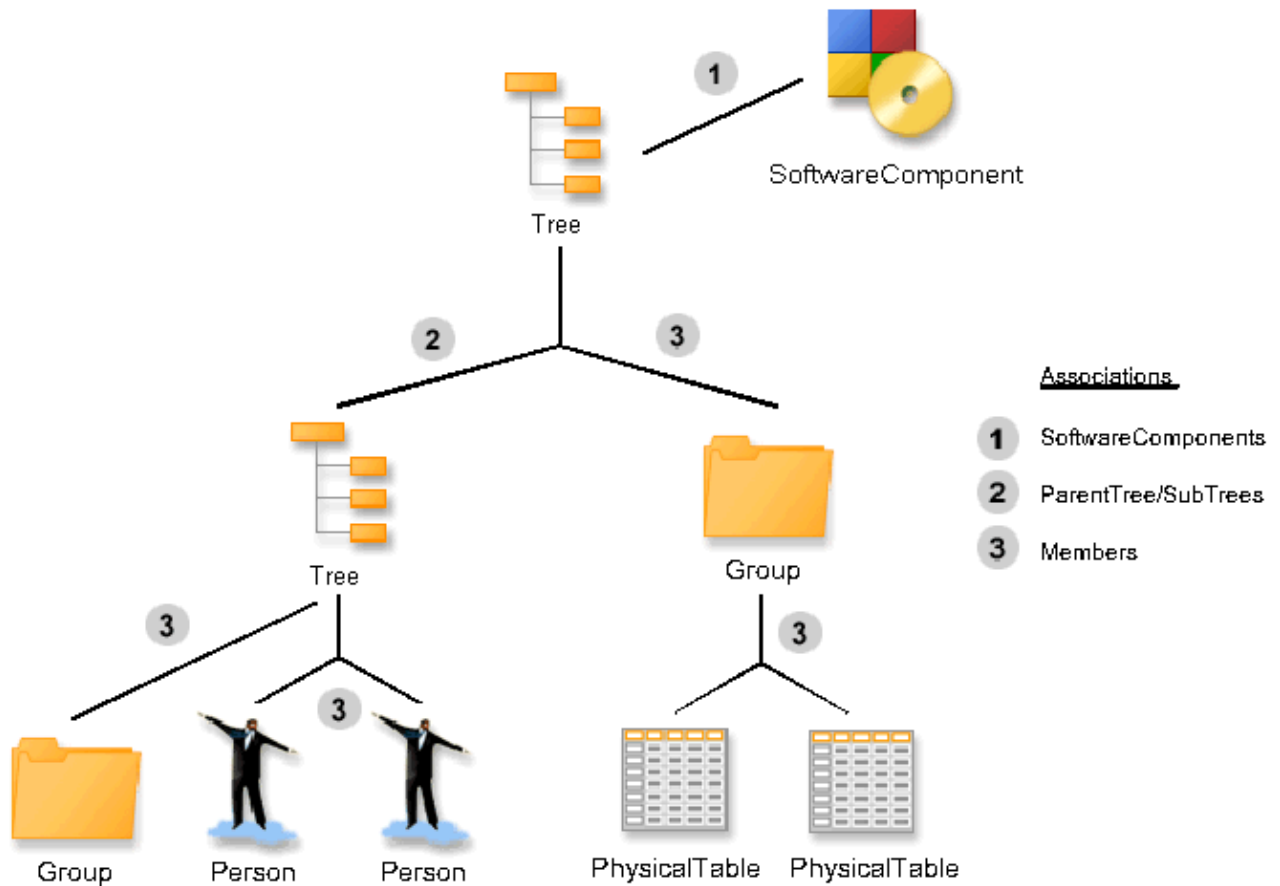 1
SoftwareComponent
Tree
2
3
Associations
1 SoftwareComponents
2 ParentTree/SubTrees
3 Members
Tree
Group
3
3
3
Group
Person
Person
PhysicalTable
PhysicalTable